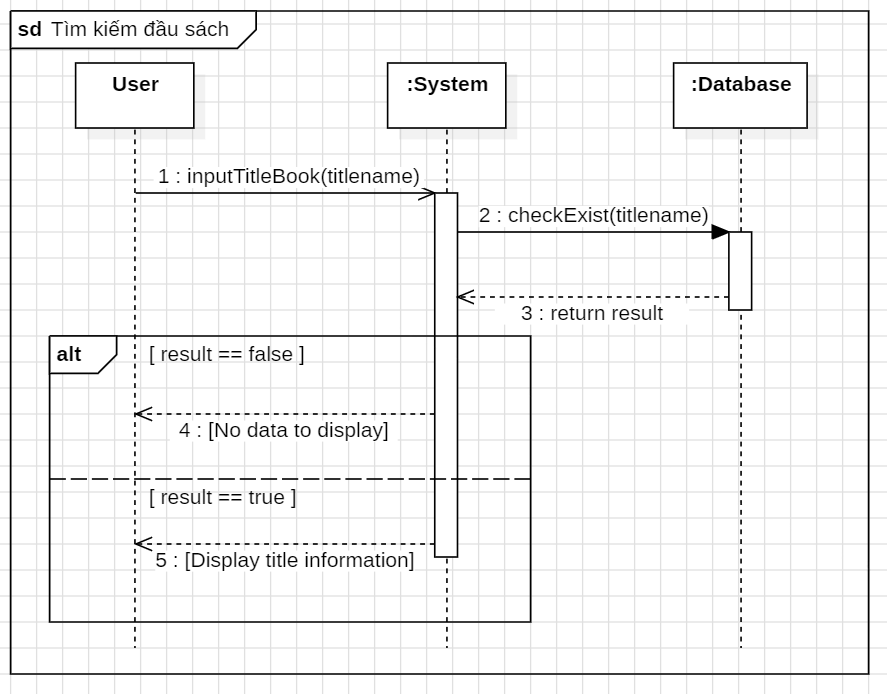 sd Tìm kiếm đầu sách
User
:System
:Database
1 : inputTitleBook(titlename)
2 : checkExist(titlename)
3 : return result
alt
[ result == false ]
4 : [No data to display]
[ result == true ]
5 : [Display title information]